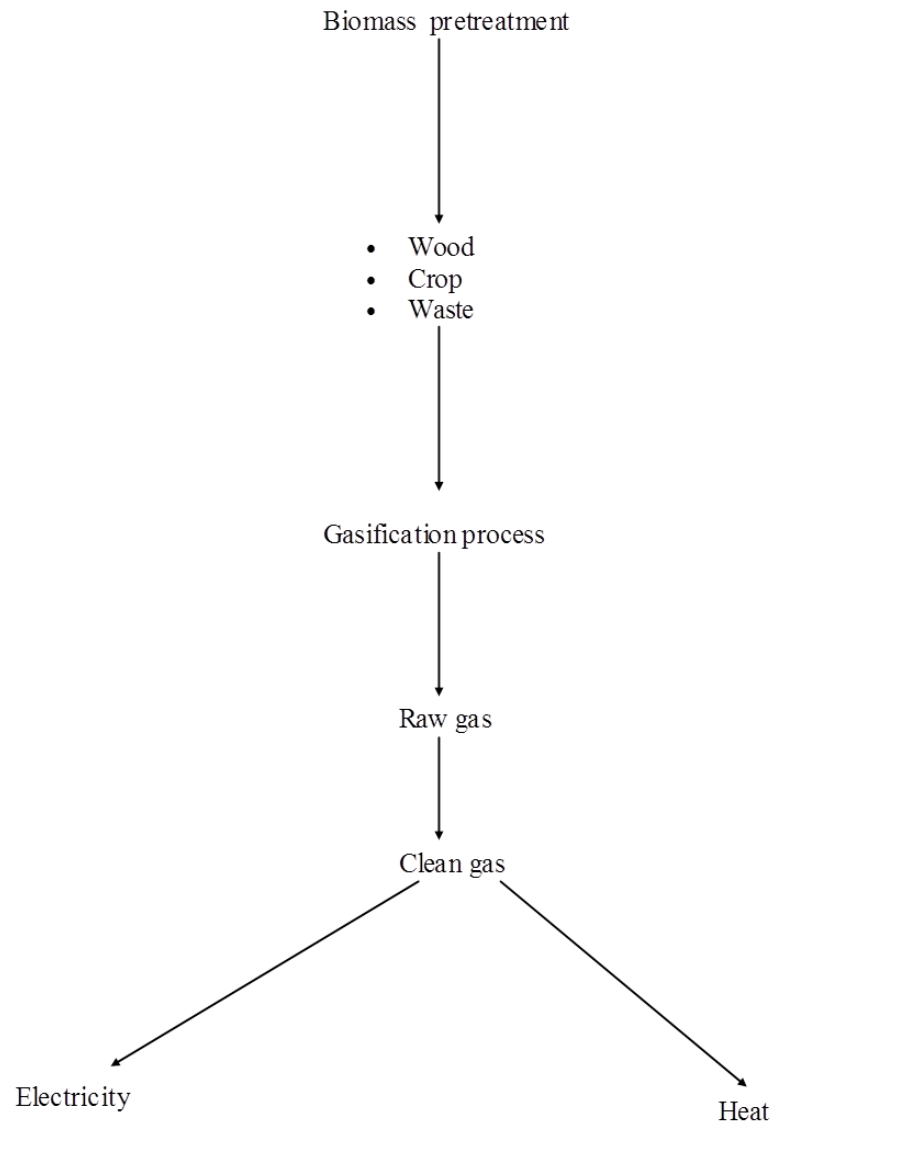 Biomass pretreatment
• Wood
• Crop
• Waste
Gasification process
Raw gas
Clean gas
Electricity
Heat